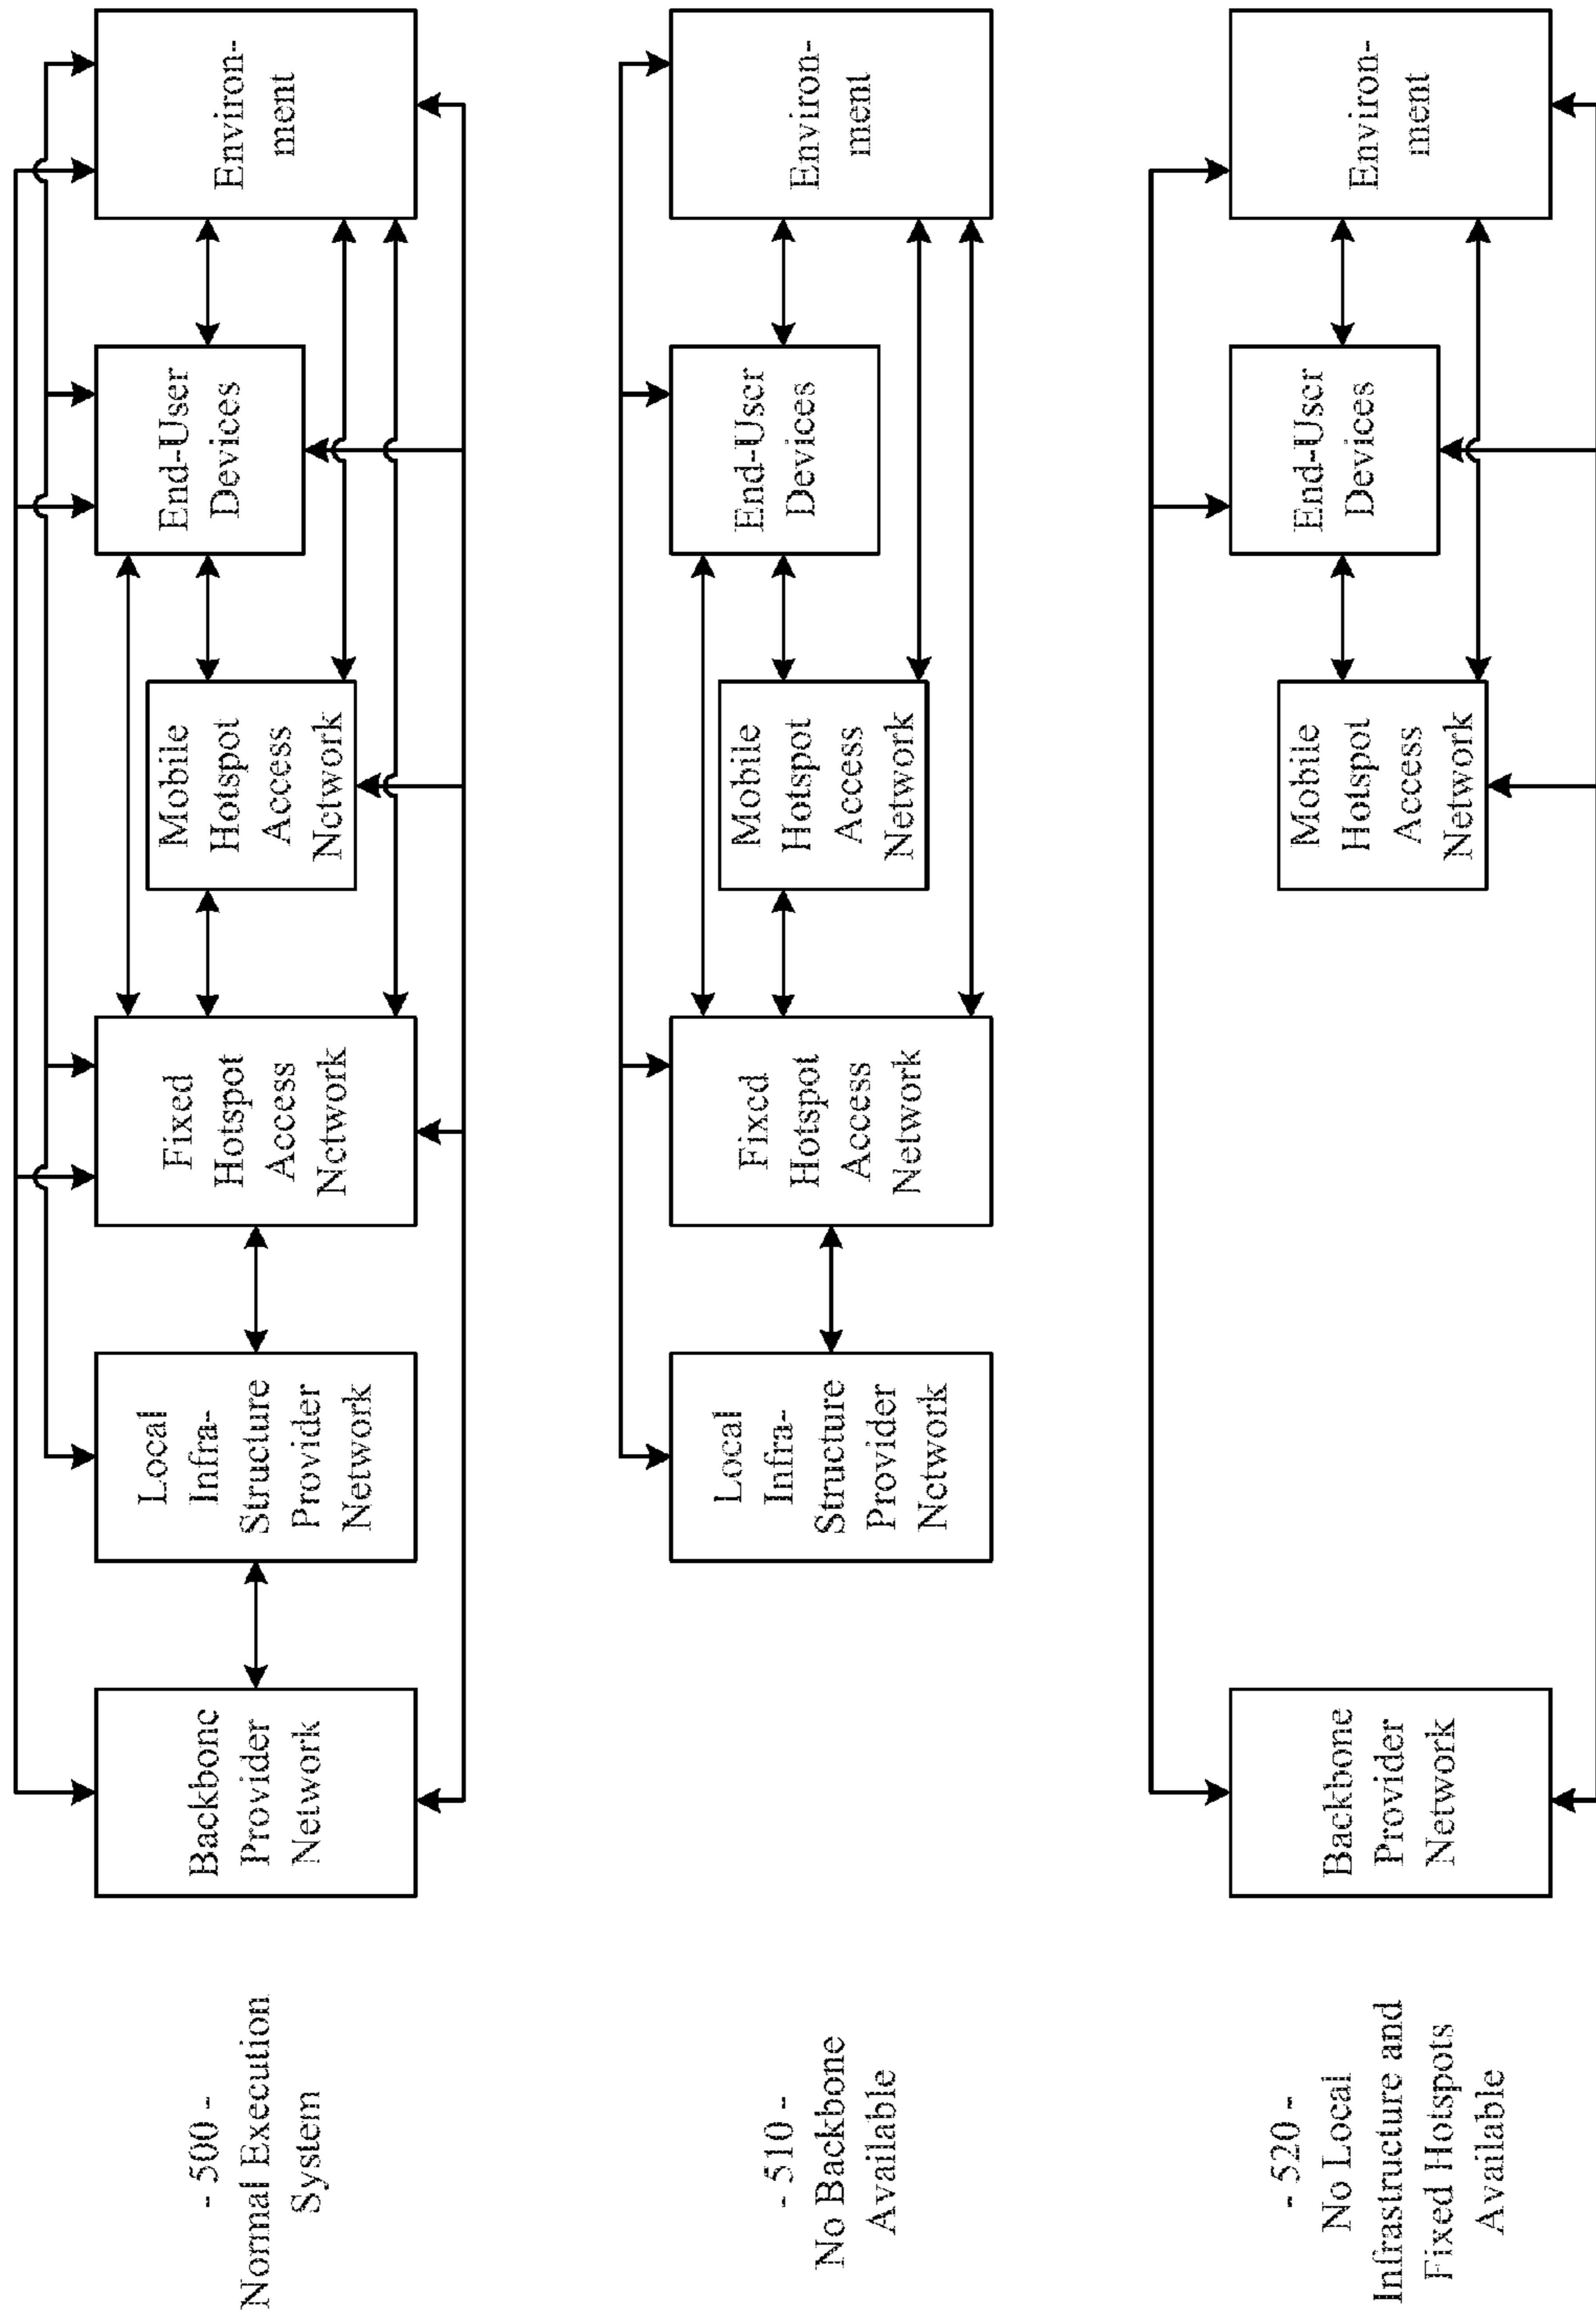 - 500 -
Normal Execution
System
Backbone
Provider
Network
Local
Infra-
Structure
Provider
Network
Fixed
Hotspot
Access
Network
Mobile
Hotspot
Access
Network
End-User
Devices
Environ-
ment
- 510 -
No Backbone
Available
Local
Infra-
Structure
Provider
Network
Fixed
Hotspot
Access
Network
Mobile
Hotspot
Access
Network
End-User
Devices
Environ-
ment
- 520 -
No Local
Infrastructure and
Fixed Hotspots
Available
Backbone
Provider
Network
Mobile
Hotspot
Access
Network
End-User
Devices
Environ-
ment